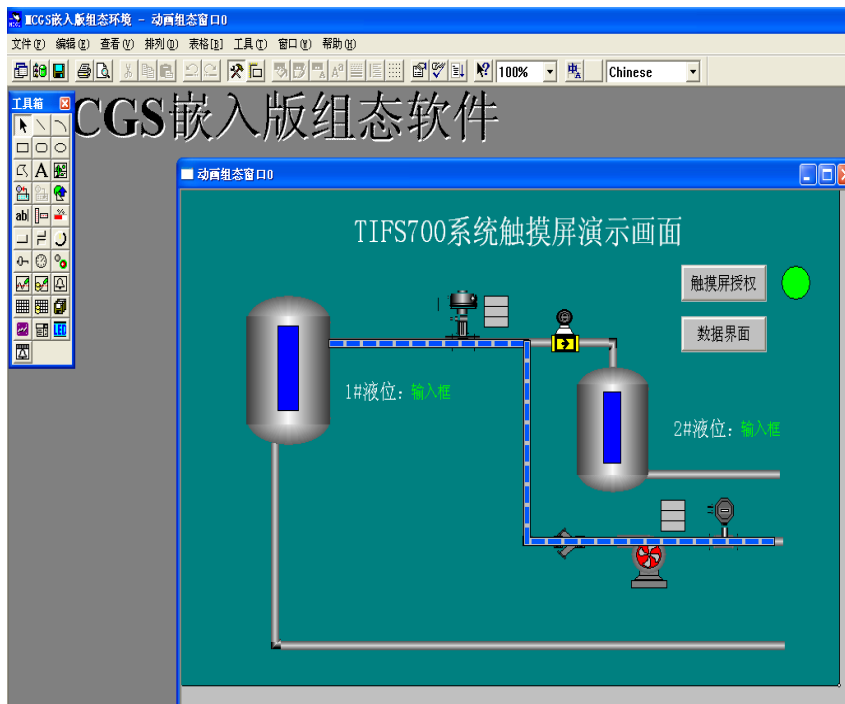 MCGS嵌入版组态环境 - 动画组态窗口0
文件(F) 编辑(E) 查看(V) 排列(D) 表格[B] 工具(T) 窗口(W) 帮助(H)
100% Chinese
工具箱
CGS嵌入版组态软件
A
ab|
LED
动画组态窗口0
TIFS700系统触摸屏演示画面
触摸屏授权
数据界面
1#液位：输入框
2#液位：输入框